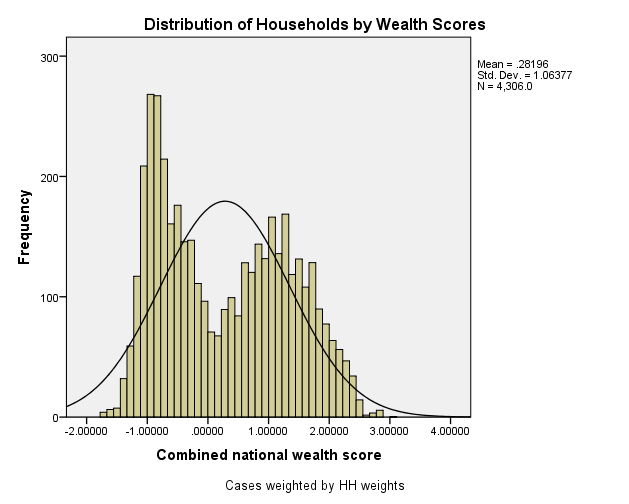 Distribution of Households by Wealth Scores
Mean = .28196
Std. Dev. = 1.06377
N = 4,306.0
300
200
100
0
Frequency
-2.00000 -1.00000 .00000 1.00000 2.00000 3.00000 4.00000
Combined national wealth score
Cases weighted by HH weights